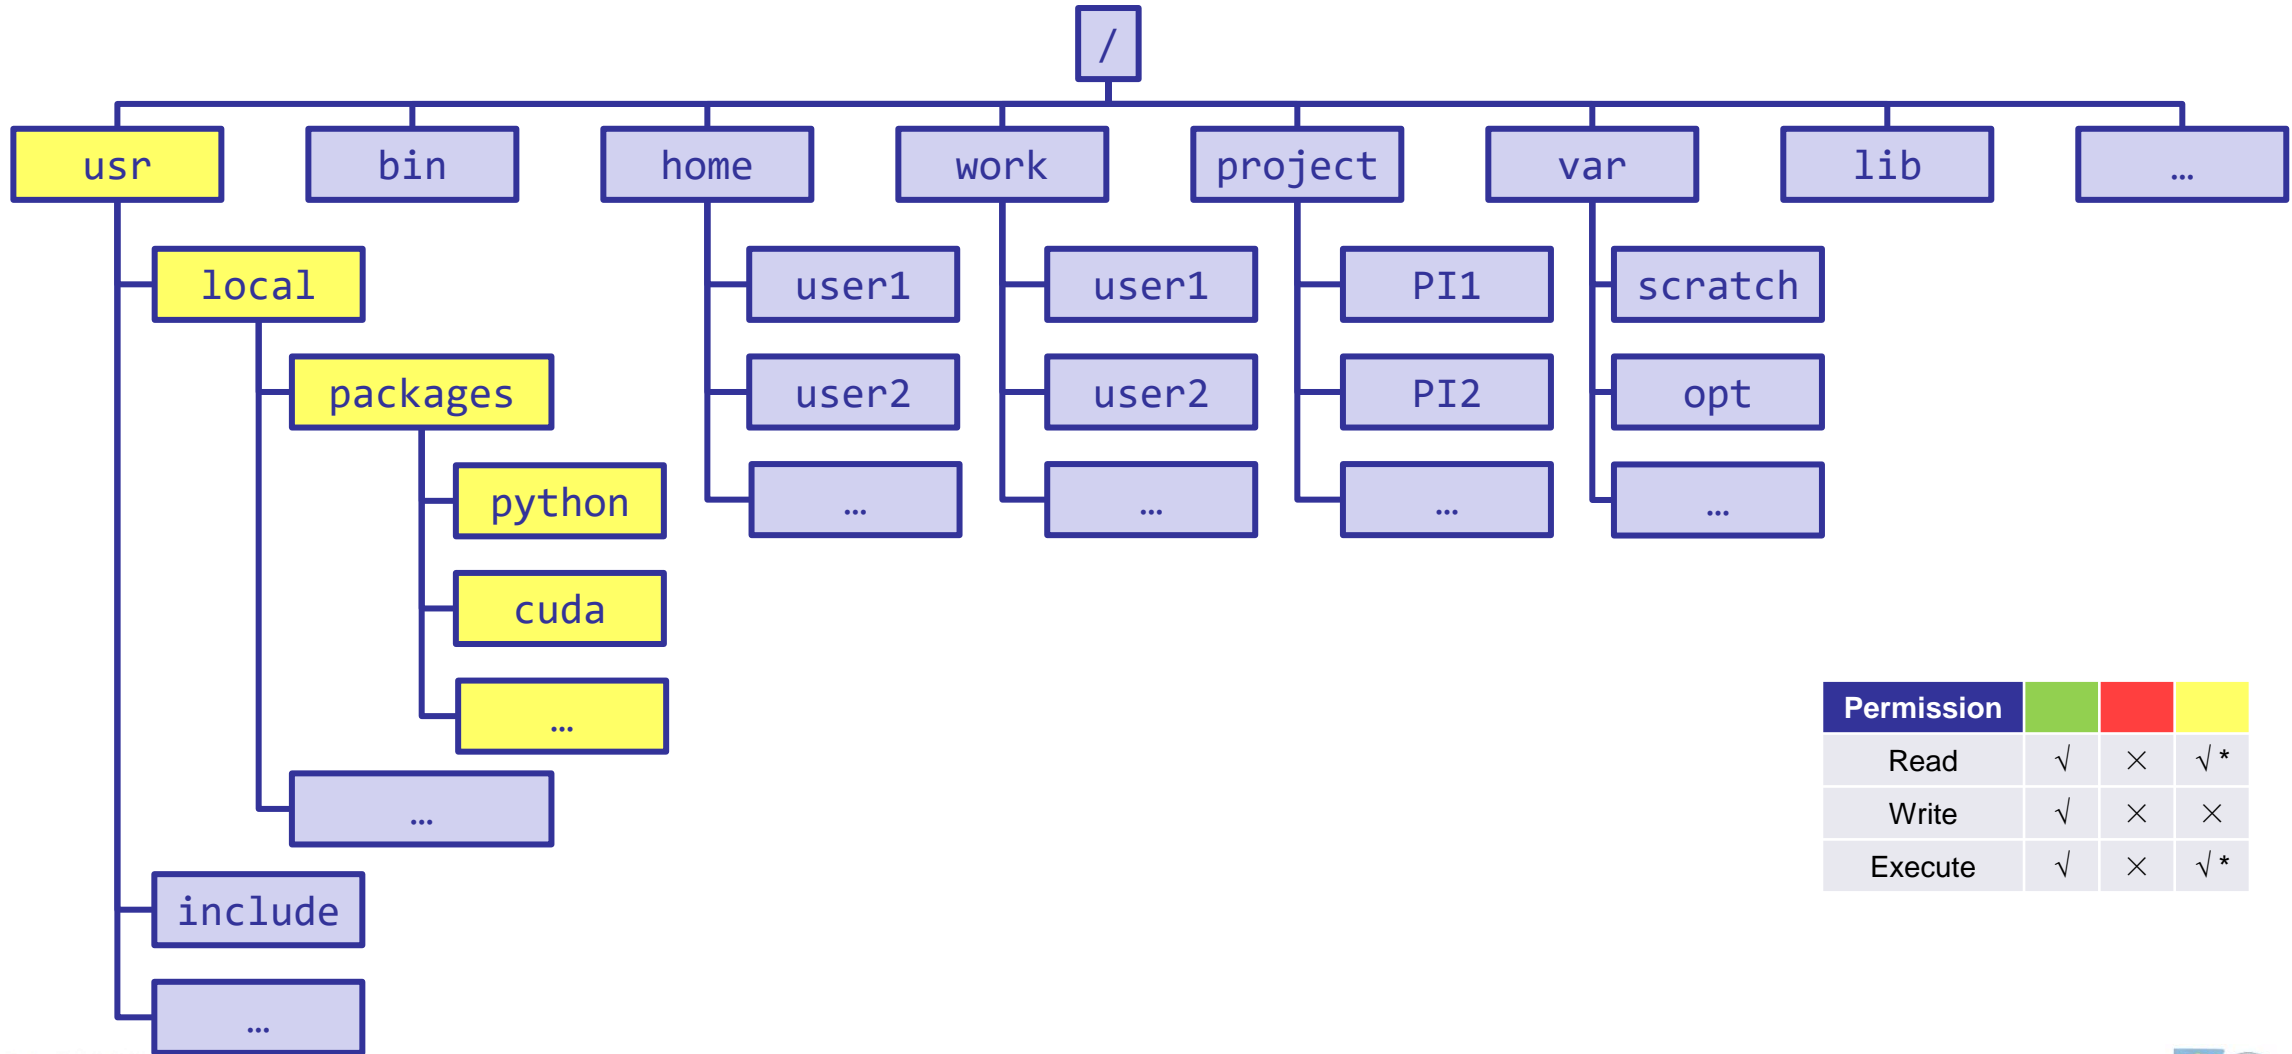 /
usr bin home work project var lib …
local user1 user1 PI1 scratch
packages user2 user2 PI2 opt
python … … … …
cuda
…
…
include
…
Permission
Read √ × √ *
Write √ × ×
Execute √ × √ *